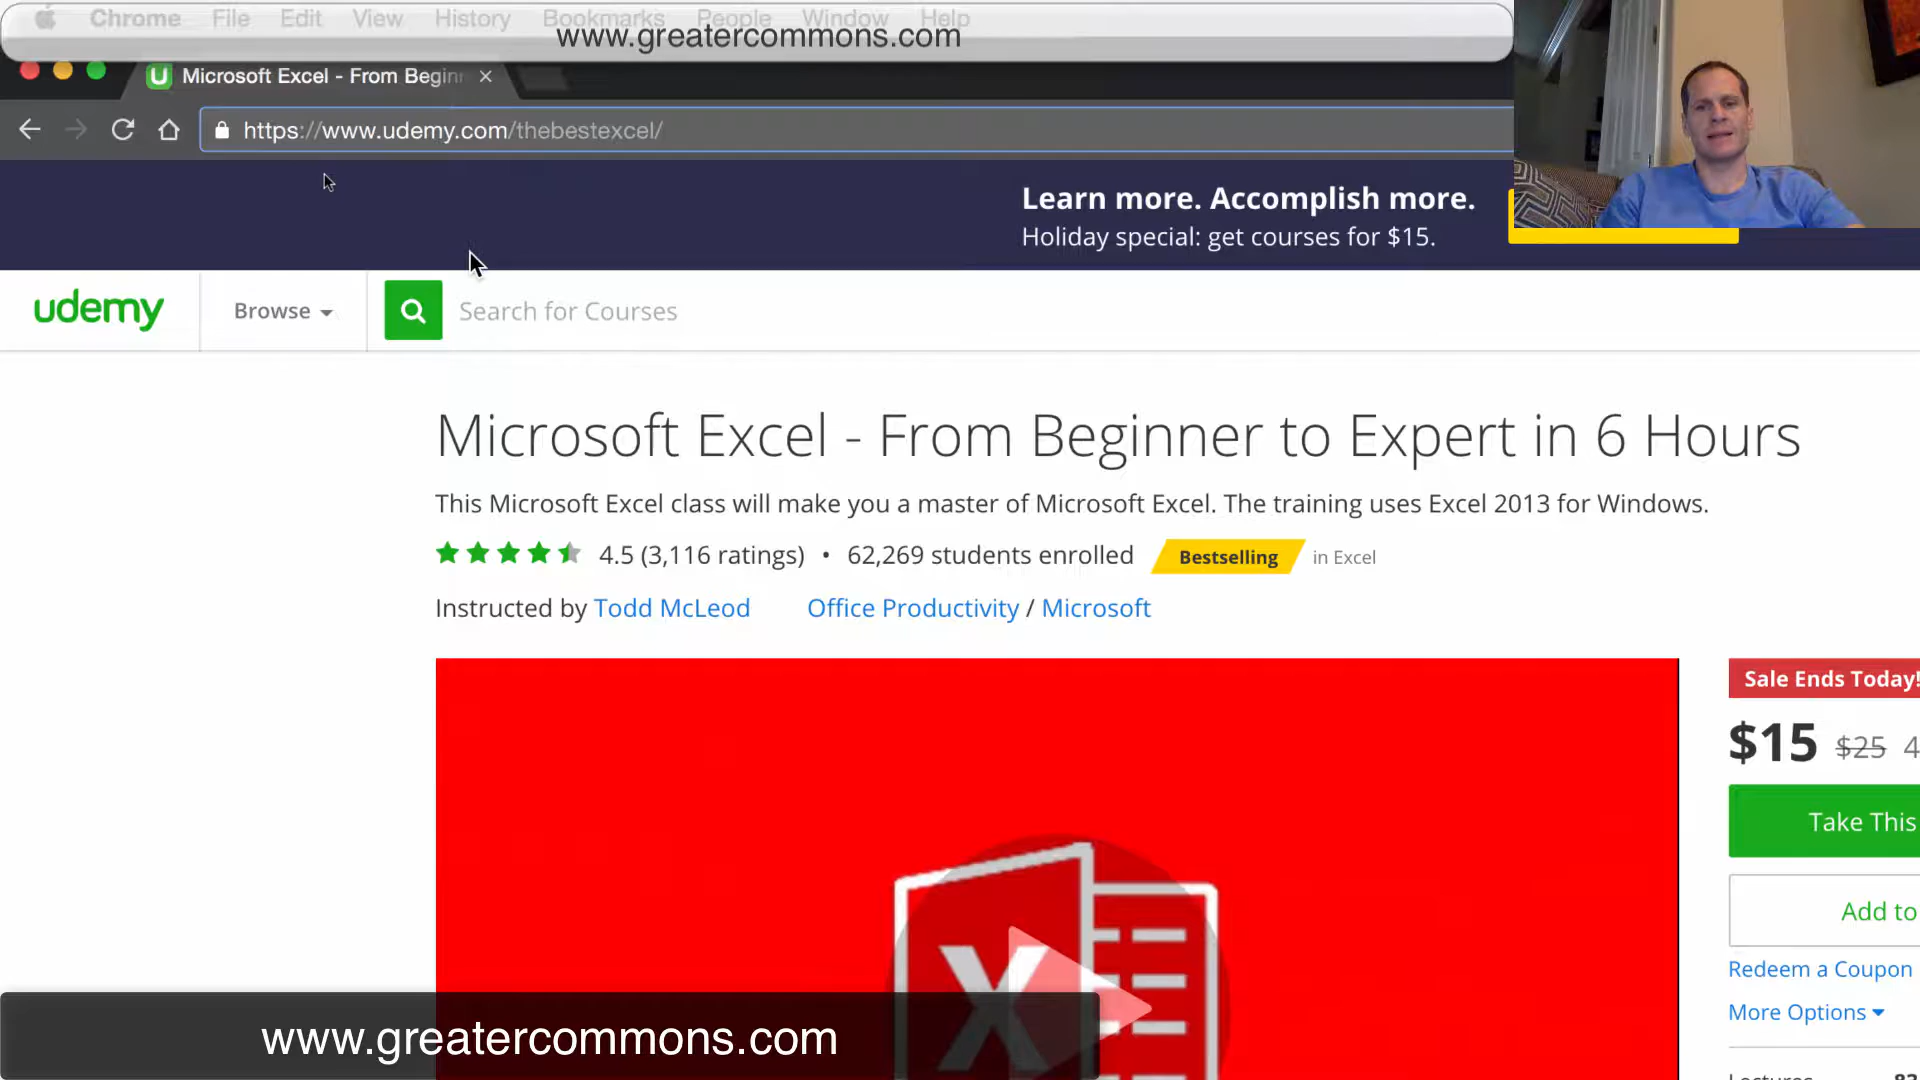 Chrome File Edit View History Bookmarks People Window Help
www.greatercommons.com
Microsoft Excel - From Begin
https://www.udemy.com/thebestexcel/
Learn more. Accomplish more.
Holiday special: get courses for $15.
udemy
Browse
Search for Courses
Microsoft Excel - From Beginner to Expert in 6 Hours
This Microsoft Excel class will make you a master of Microsoft Excel. The training uses Excel 2013 for Windows.
4.5 (3,116 ratings) • 62,269 students enrolled Bestselling in Excel
Instructed by Todd McLeod Office Productivity / Microsoft
Sale Ends Today!
$15 $25 4
Take This
Add to
Redeem a Coupon
More Options
X
www.greatercommons.com